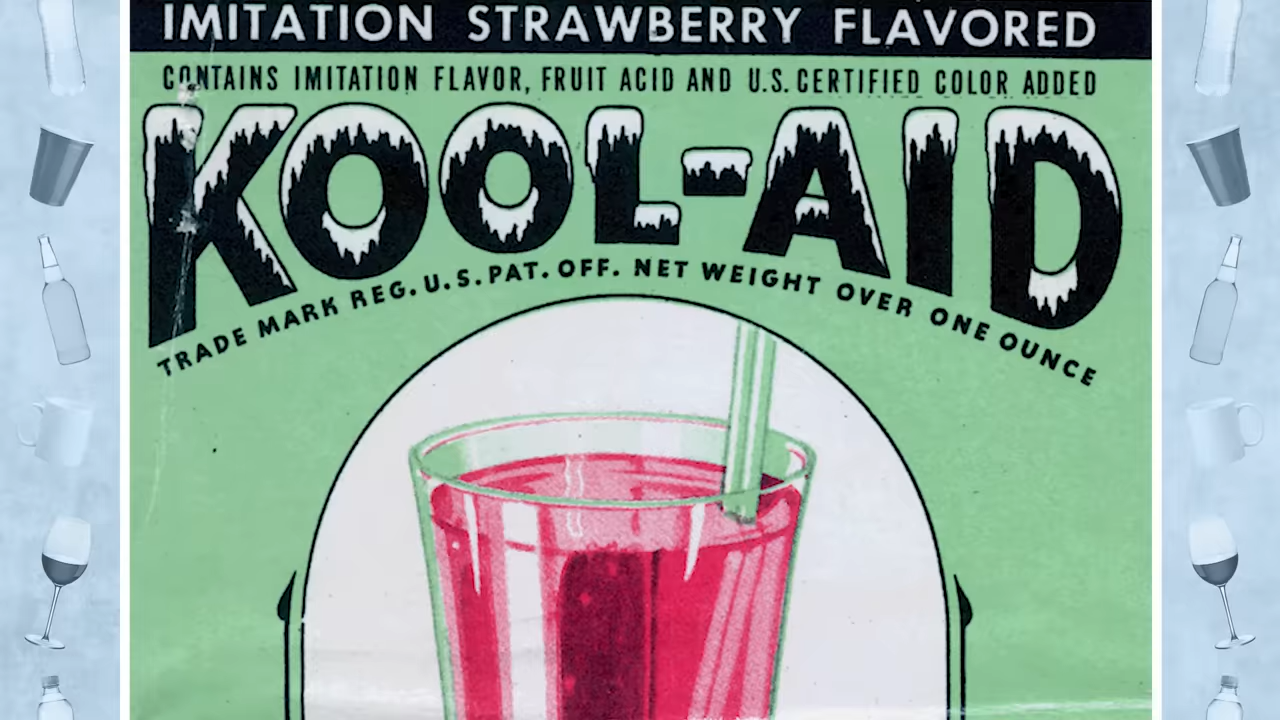 IMITATION STRAWBERRY FLAVORED
CONTAINS IMITATION FLAVOR, FRUIT ACID AND U.S. CERTIFIED COLOR ADDED
KOOL-AID
TRADE MARK REG. U.S. PAT. OFF. NET WEIGHT OVER ONE OUNCE